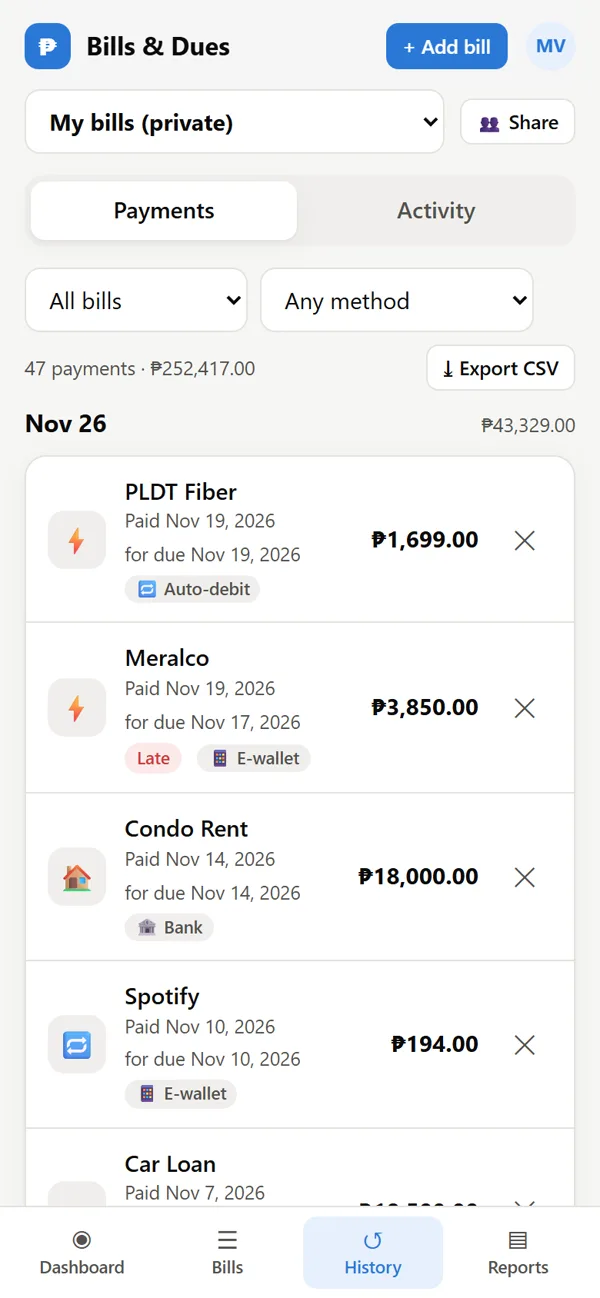 ₱ Bills & Dues + Add bill MV
My bills (private) Share
Payments Activity
All bills Any method
47 payments · ₱252,417.00 Export CSV
Nov 26 ₱43,329.00
PLDT Fiber
Paid Nov 19, 2026
for due Nov 19, 2026
₱1,699.00
Auto-debit
Meralco
Paid Nov 19, 2026
for due Nov 17, 2026
₱3,850.00
Late E-wallet
Condo Rent
Paid Nov 14, 2026
for due Nov 14, 2026
₱18,000.00
Bank
Spotify
Paid Nov 10, 2026
for due Nov 10, 2026
₱194.00
E-wallet
Car Loan
Paid Nov 7, 2026
Dashboard Bills History Reports